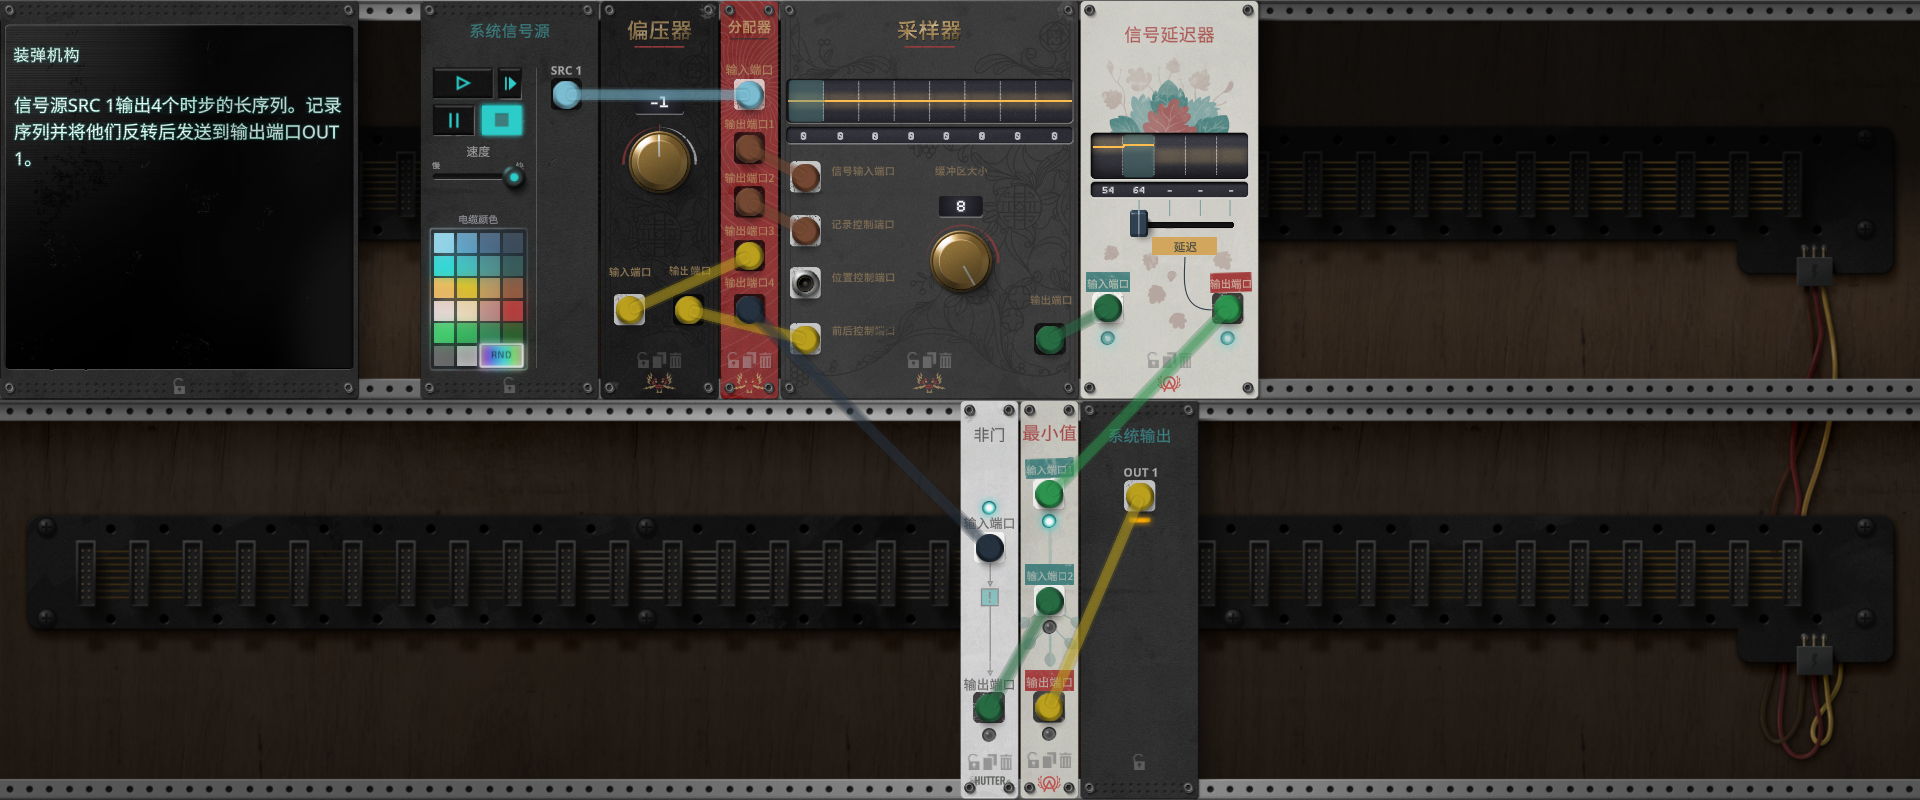 装弹机构
信号源SRC 1输出4个时步的长序列。记录
序列并将他们反转后发送到输出端口OUT
1。
系统信号源
SRC 1
速度
慢
电缆颜色
RND
偏压器
-1
输入端口
输出端口
分配器
输入端口
输出端口1
输出端口2
输出端口3
输出端口4
采样器
0 0 0 0 0 0 0 0
信号输入端口
记录控制端口
位置控制端口
前后控制端口
缓冲区大小
8
输出端口
信号延迟器
54 64 - - -
延迟
输入端口
输出端口
非门
输入端口
!
输出端口
HUTTER
最小值
输入端口1
输入端口2
输出端口
系统输出
OUT 1